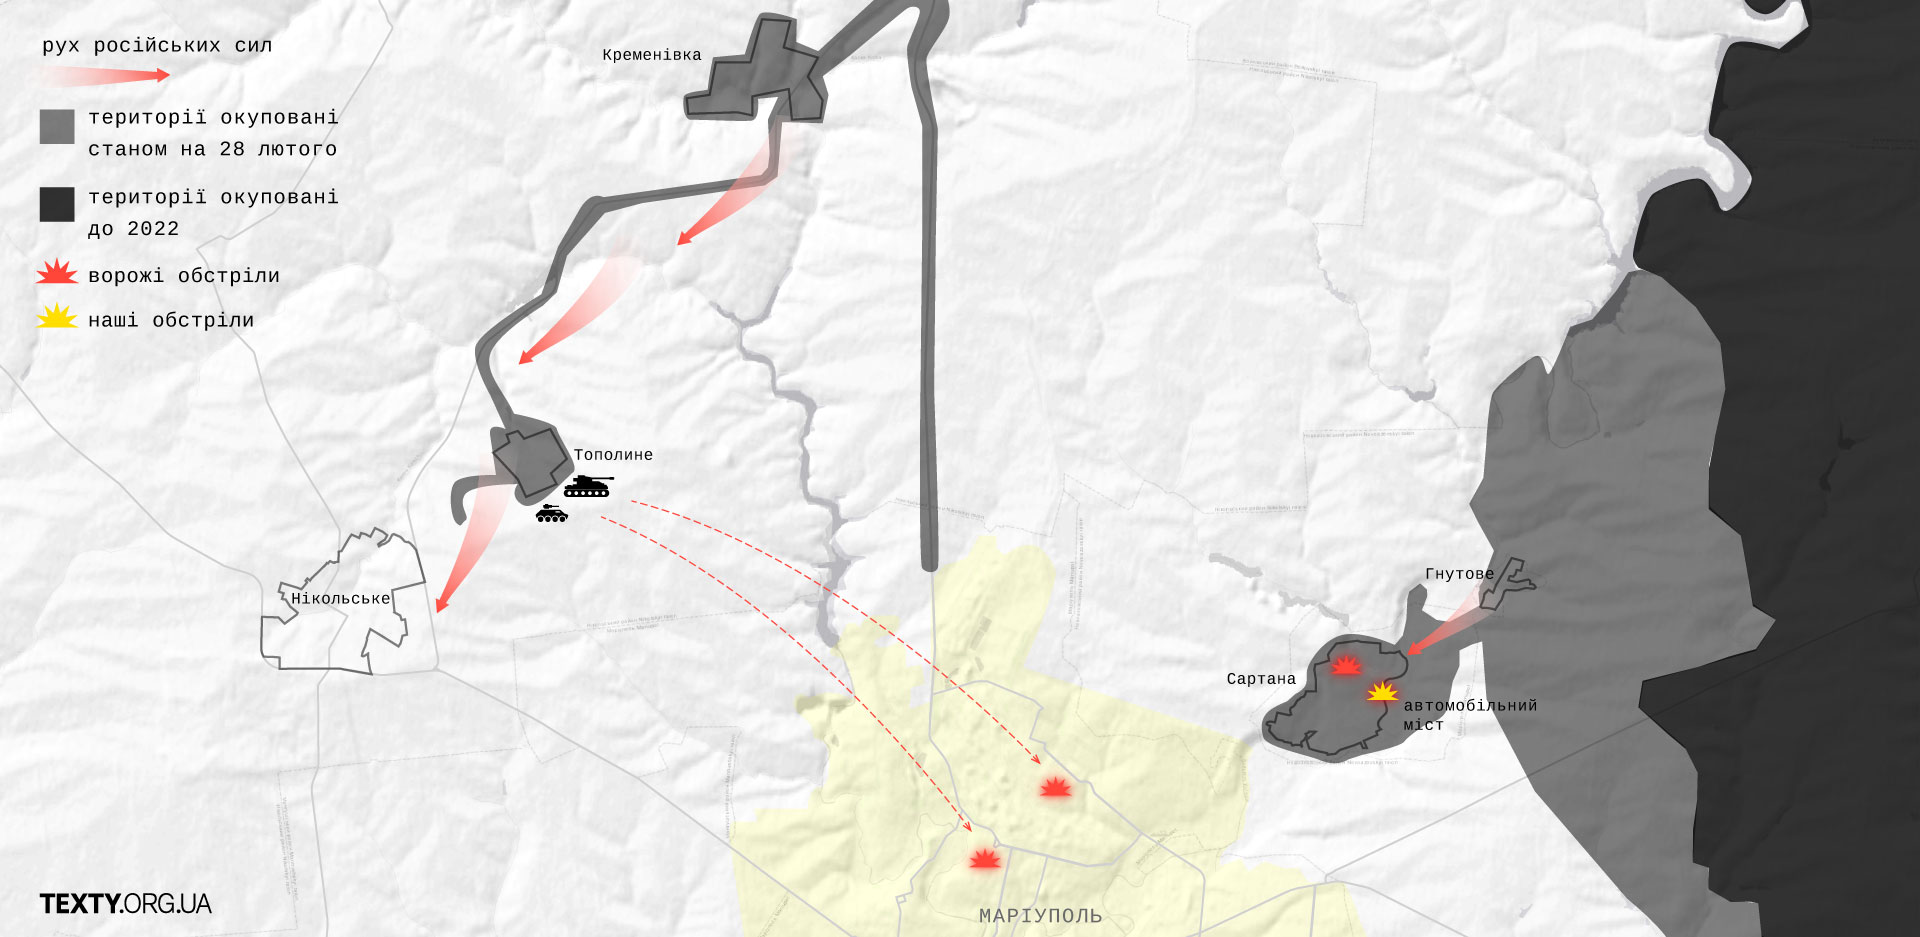 рух російських сил
території окуповані
станом на 28 лютого
території окуповані
до 2022
ворожі обстріли
наші обстріли
Кременівка
Тополине
Нікольське
Гнутове
Сартана
автомобільний
міст
МАРІУПОЛЬ
TEXTY.ORG.UA